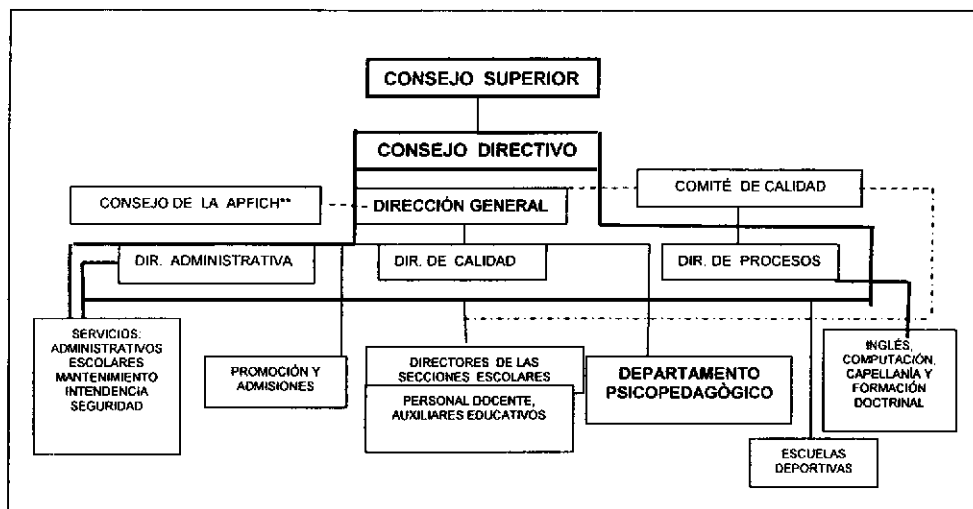 CONSEJO SUPERIOR
CONSEJO DIRECTIVO
COMITÉ DE CALIDAD
CONSEJO DE LA APFICH**
DIRECCIÓN GENERAL
DIR. ADMINISTRATIVA
DIR. DE CALIDAD
DIR. DE PROCESOS
SERVICIOS:
ADMINISTRATIVOS
ESCOLARES
MANTENIMIENTO
INTENDENCIA
SEGURIDAD
PROMOCIÓN Y
ADMISIONES
DIRECTORES DE LAS
SECCIONES ESCOLARES
PERSONAL DOCENTE,
AUXILIARES EDUCATIVOS
DEPARTAMENTO
PSICOPEDAGÒGICO
INGLÉS,
COMPUTACIÓN,
CAPELLANÍA Y
FORMACIÓN
DOCTRINAL
ESCUELAS
DEPORTIVAS